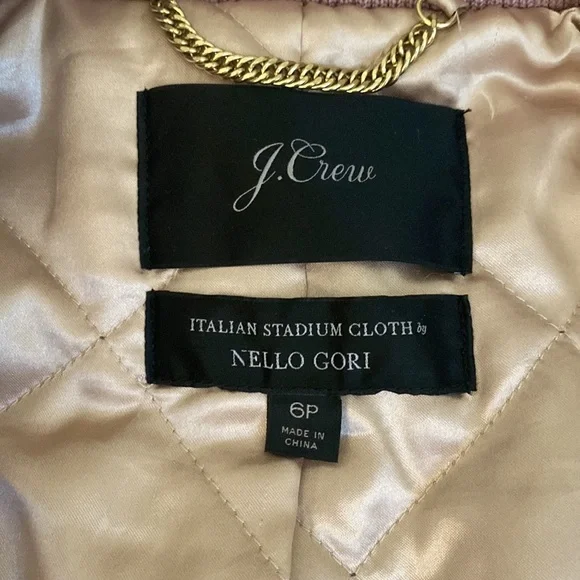 J.Crew
ITALIAN STADIUM CLOTH by
NELLO GORI
6P
MADE IN
CHINA